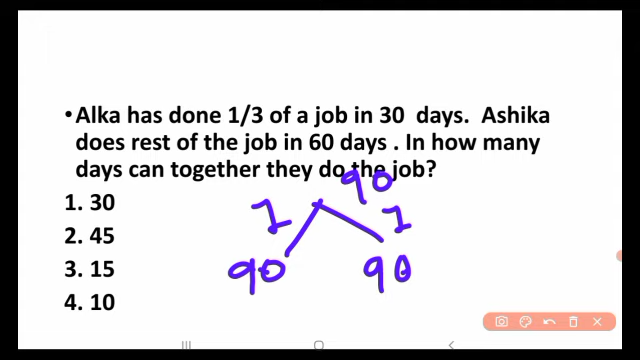 •Alka has done 1/3 of a job in 30 days. Ashika
does rest of the job in 60 days . In how many
days can together they do the job?
90
1. 30
1 1
2. 45
90 90
3. 15
4. 10